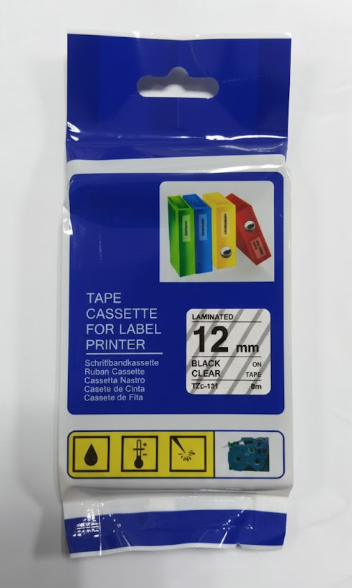 TAPE
CASSETTE
FOR LABEL
PRINTER
Schriftbandkassette
Ruban Cassette
Cassetta Nastro
Casete de Cinta
Cassete de Fita
LAMINATED
12 mm
BLACK ON
CLEAR TAPE
TZe-131 8m